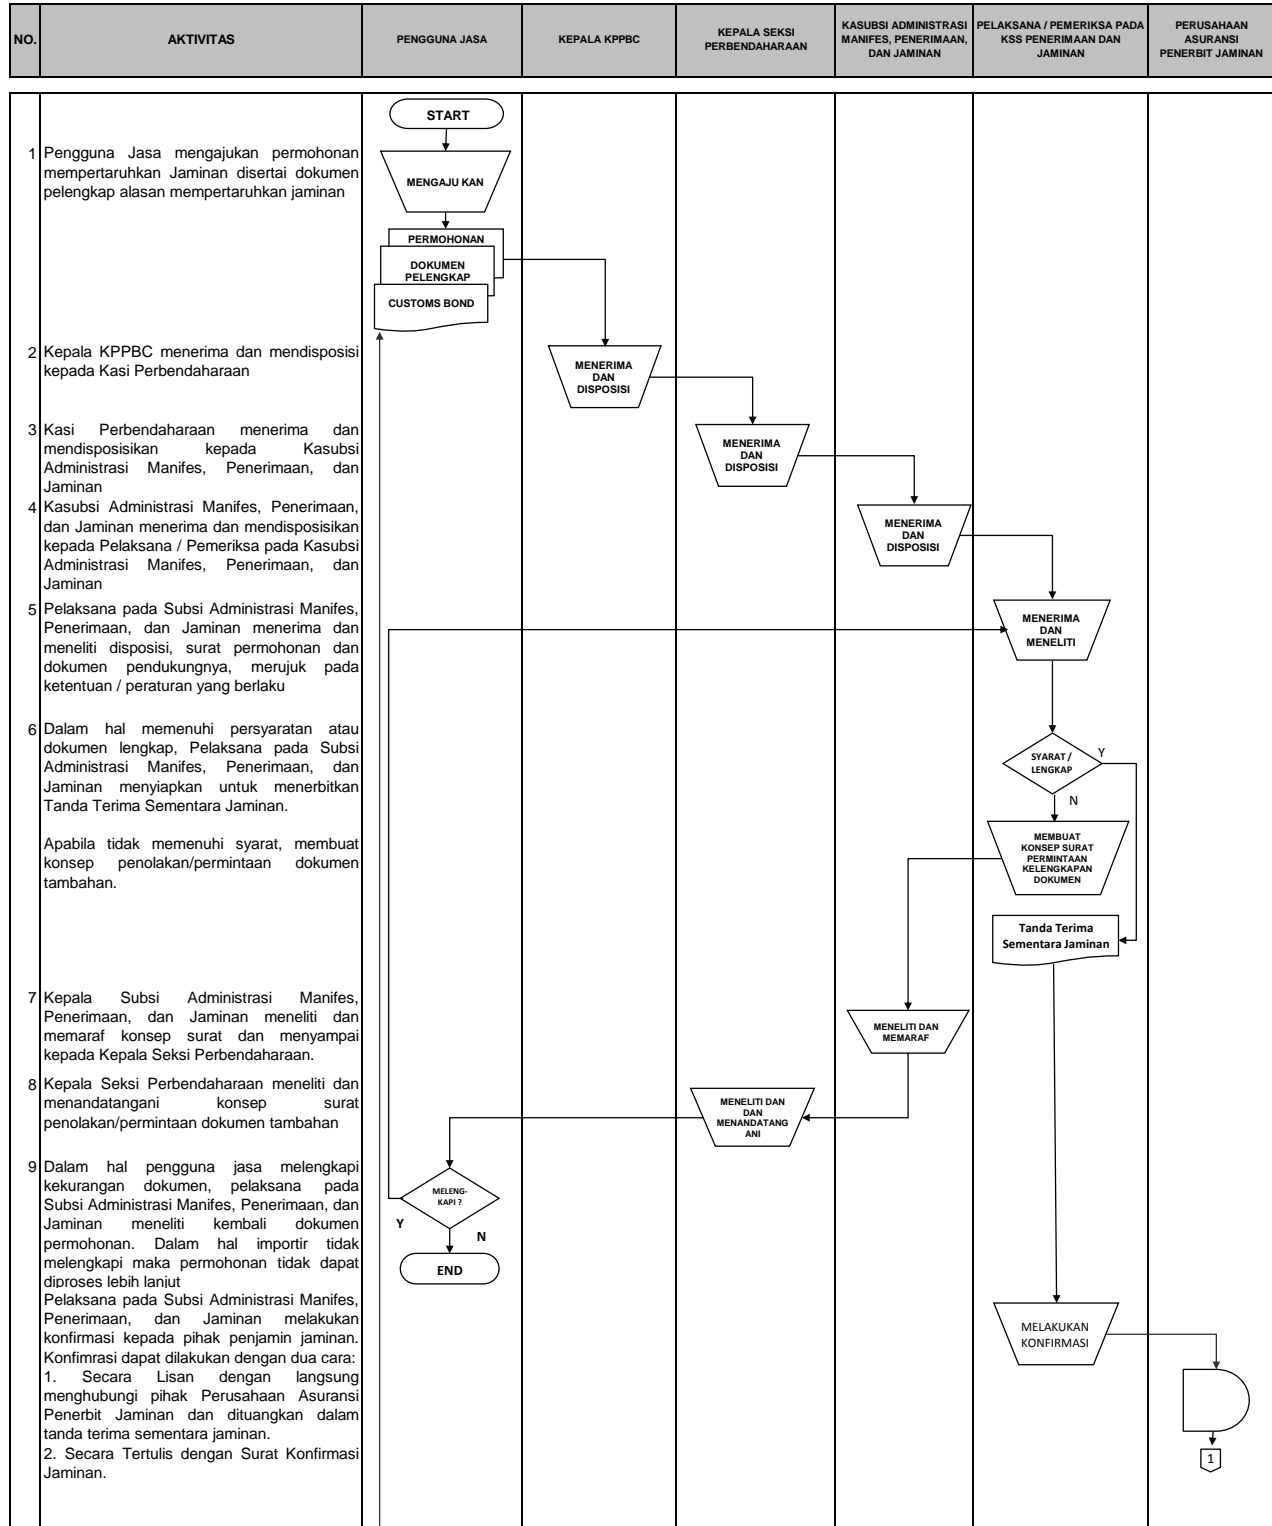 NO.
AKTIVITAS
PENGGUNA JASA
KEPALA KPPBC
KEPALA SEKSI
PERBENDAHARAAN
KASUBSI ADMINISTRASI
MANIFES, PENERIMAAN,
DAN JAMINAN
PELAKSANA / PEMERIKSA PADA
KSS PENERIMAAN DAN
JAMINAN
PERUSAHAAN
ASURANSI
PENERBIT JAMINAN
START
1 Pengguna Jasa mengajukan permohonan
mempertaruhkan Jaminan disertai dokumen
pelengkap alasan mempertaruhkan jaminan
MENGAJU KAN
PERMOHONAN
DOKUMEN
PELENGKAP
CUSTOMS BOND
2 Kepala KPPBC menerima dan mendisposisi
kepada Kasi Perbendaharaan
MENERIMA
DAN
DISPOSISI
3 Kasi Perbendaharaan menerima dan
mendisposisikan kepada Kasubsi
Administrasi Manifes, Penerimaan, dan
Jaminan
MENERIMA
DAN
DISPOSISI
4 Kasubsi Administrasi Manifes, Penerimaan,
dan Jaminan menerima dan mendisposisikan
kepada Pelaksana / Pemeriksa pada Kasubsi
Administrasi Manifes, Penerimaan, dan
Jaminan
MENERIMA
DAN
DISPOSISI
5 Pelaksana pada Subsi Administrasi Manifes,
Penerimaan, dan Jaminan menerima dan
meneliti disposisi, surat permohonan dan
dokumen pendukungnya, merujuk pada
ketentuan / peraturan yang berlaku
MENERIMA
DAN
MENELITI
6 Dalam hal memenuhi persyaratan atau
dokumen lengkap, Pelaksana pada Subsi
Administrasi Manifes, Penerimaan, dan
Jaminan menyiapkan untuk menerbitkan
Tanda Terima Sementara Jaminan.
Apabila tidak memenuhi syarat, membuat
konsep penolakan/permintaan dokumen
tambahan.
SYARAT /
LENGKAP
Y
N
MEMBUAT
KONSEP SURAT
PERMINTAAN
KELENGKAPAN
DOKUMEN
Tanda Terima
Sementara Jaminan
7 Kepala Subsi Administrasi Manifes,
Penerimaan, dan Jaminan meneliti dan
memaraf konsep surat dan menyampai
kepada Kepala Seksi Perbendaharaan.
MENELITI DAN
MEMARAF
8 Kepala Seksi Perbendaharaan meneliti dan
menandatangani konsep surat
penolakan/permintaan dokumen tambahan
MENELITI DAN
DAN
MENANDATANG
ANI
9 Dalam hal pengguna jasa melengkapi
kekurangan dokumen, pelaksana pada
Subsi Administrasi Manifes, Penerimaan, dan
Jaminan meneliti kembali dokumen
permohonan. Dalam hal importir tidak
melengkapi maka permohonan tidak dapat
diproses lebih lanjut
MELENG-
KAPI ?
Y
N
END
Pelaksana pada Subsi Administrasi Manifes,
Penerimaan, dan Jaminan melakukan
konfirmasi kepada pihak penjamin jaminan.
Konfimrasi dapat dilakukan dengan dua cara:
1. Secara Lisan dengan langsung
menghubungi pihak Perusahaan Asuransi
Penerbit Jaminan dan dituangkan dalam
tanda terima sementara jaminan.
2. Secara Tertulis dengan Surat Konfirmasi
Jaminan.
MELAKUKAN
KONFIRMASI
1